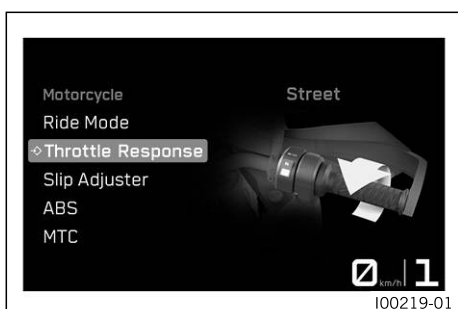 Motorcycle
Street
Ride Mode
Throttle Response
Slip Adjuster
ABS
MTC
0 km/h 1
I00219-01